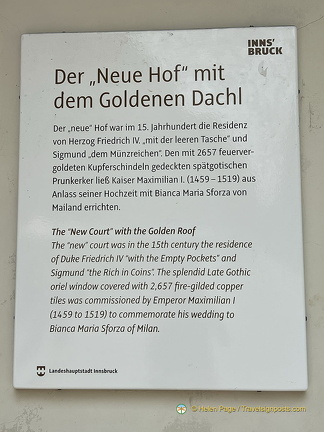 INNS'
BRUCK
Der „Neue Hof“ mit
dem Goldenen Dachl
Der „neue“ Hof war im 15. Jahrhundert die Residenz
von Herzog Friedrich IV. „mit der leeren Tasche“ und
Sigmund „dem Münzreichen“. Den mit 2657 feuerver-
goldeten Kupferschindeln gedeckten spätgotischen
Prunkerker ließ Kaiser Maximilian I. (1459 – 1519) aus
Anlass seiner Hochzeit mit Bianca Maria Sforza von
Mailand errichten.
The “New Court” with the Golden Roof
The “new” court was in the 15th century the residence
of Duke Friedrich IV “with the Empty Pockets” and
Sigmund “the Rich in Coins”. The splendid Late Gothic
oriel window covered with 2,657 fire-gilded copper
tiles was commissioned by Emperor Maximilian I
(1459 to 1519) to commemorate his wedding to
Bianca Maria Sforza of Milan.
Landeshauptstadt Innsbruck
© Helen Page / Travelsignposts.com